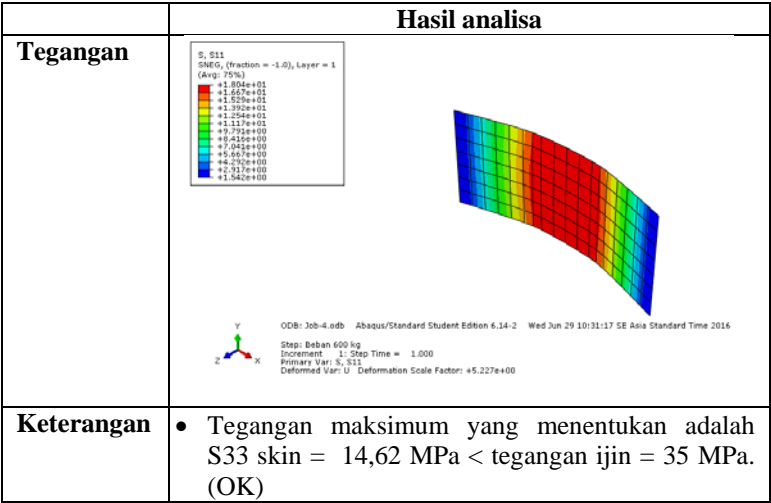 Hasil analisa
Tegangan
S, S11
SNEG, (fraction = -1.0), Layer = 1
(Avg: 75%)
+1.804e+01
+1.667e+01
+1.529e+01
+1.392e+01
+1.254e+01
+1.117e+01
+9.791e+00
+8.416e+00
+7.041e+00
+5.667e+00
+4.292e+00
+2.917e+00
+1.542e+00
Y
Z X
ODB: Job-4.odb Abaqus/Standard Student Edition 6.14-2 Wed Jun 29 10:31:17 SE Asia Standard Time 2016
Step: Beban 600 kg
Increment 1: Step Time = 1.000
Primary Var: S, S11
Deformed Var: U Deformation Scale Factor: +5.227e+00
Keterangan
• Tegangan maksimum yang menentukan adalah
S33 skin = 14,62 MPa < tegangan ijin = 35 MPa.
(OK)